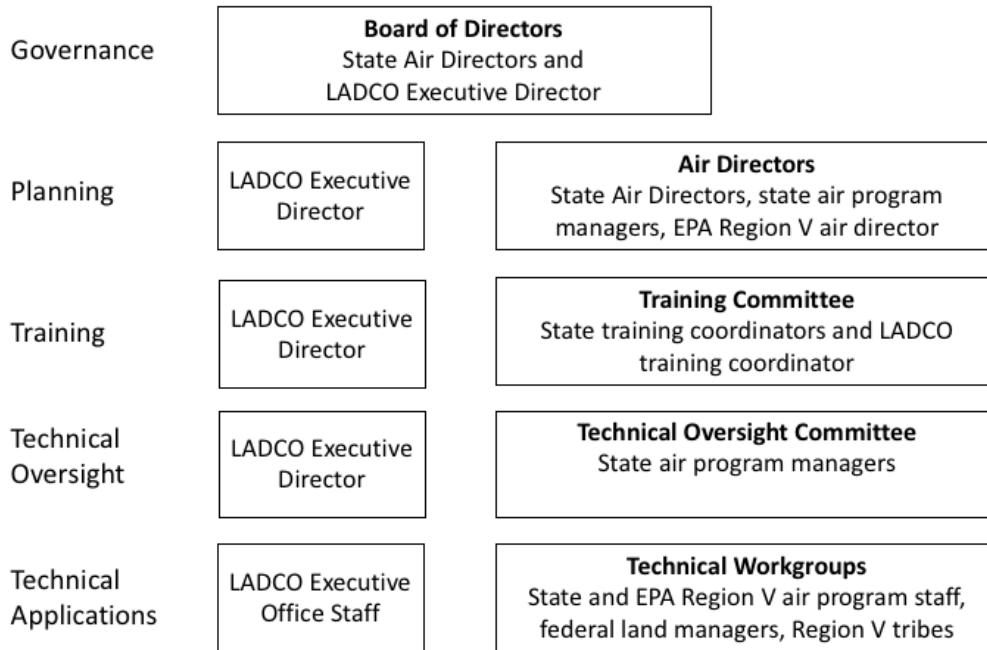 Governance
Board of Directors
State Air Directors and
LADCO Executive Director
Planning
LADCO Executive
Director
Air Directors
State Air Directors, state air program
managers, EPA Region V air director
Training
LADCO Executive
Director
Training Committee
State training coordinators and LADCO
training coordinator
Technical
Oversight
LADCO Executive
Director
Technical Oversight Committee
State air program managers
Technical
Applications
LADCO Executive
Office Staff
Technical Workgroups
State and EPA Region V air program staff,
federal land managers, Region V tribes